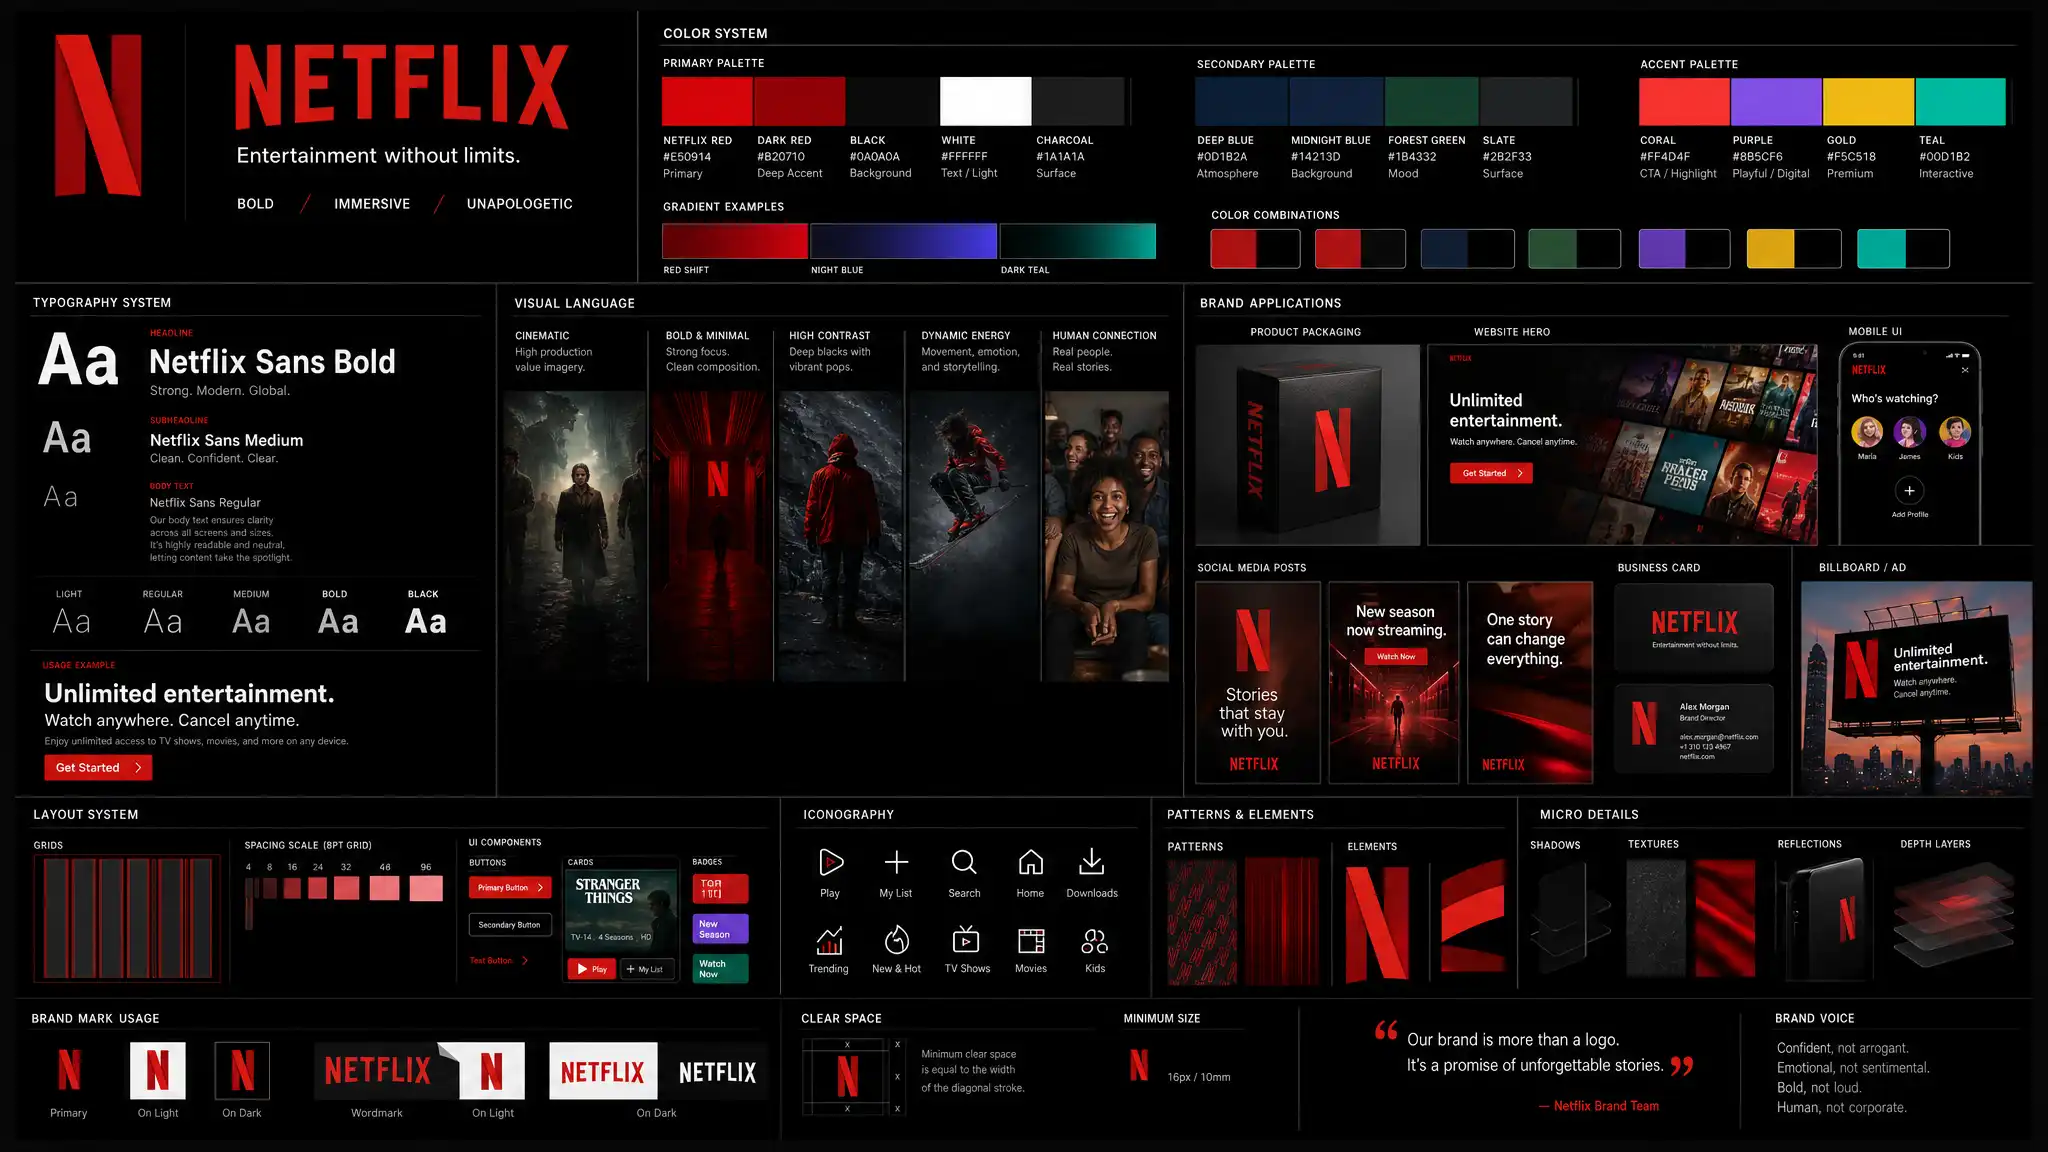 NETFLIX
Entertainment without limits.
BOLD / IMMERSIVE / UNAPOLOGETIC
COLOR SYSTEM
PRIMARY PALETTE
NETFLIX RED
#E50914
Primary
DARK RED
#B20710
Deep Accent
BLACK
#0A0A0A
Background
WHITE
#FFFFFF
Text / Light
CHARCOAL
#1A1A1A
Surface
SECONDARY PALETTE
DEEP BLUE
#0D1B2A
Atmosphere
MIDNIGHT BLUE
#14213D
Background
FOREST GREEN
#1B4332
Mood
SLATE
#2B2F33
Surface
ACCENT PALETTE
CORAL
#FF4D4F
CTA / Highlight
PURPLE
#8B5CF6
Playful / Digital
GOLD
#F5C518
Premium
TEAL
#00D1B2
Interactive
GRADIENT EXAMPLES
RED SHIFT
NIGHT BLUE
DARK TEAL
COLOR COMBINATIONS
TYPOGRAPHY SYSTEM
Aa
HEADLINE
Netflix Sans Bold
Strong. Modern. Global.
Aa
SUBHEADLINE
Netflix Sans Medium
Clean. Confident. Clear.
Aa
BODY TEXT
Netflix Sans Regular
Our body text ensures clarity
across all screens and sizes.
It's highly readable and neutral,
letting content take the spotlight.
LIGHT
Aa
REGULAR
Aa
MEDIUM
Aa
BOLD
Aa
BLACK
Aa
USAGE EXAMPLE
Unlimited entertainment.
Watch anywhere. Cancel anytime.
Enjoy unlimited access to TV shows, movies, and more on any device.
Get Started
VISUAL LANGUAGE
CINEMATIC
High production
value imagery.
BOLD & MINIMAL
Strong focus.
Clean composition.
N
HIGH CONTRAST
Deep blacks with
vibrant pops.
DYNAMIC ENERGY
Movement, emotion,
and storytelling.
HUMAN CONNECTION
Real people.
Real stories.
BRAND APPLICATIONS
PRODUCT PACKAGING
NETFLIX
N
WEBSITE HERO
NETFLIX
Unlimited
entertainment.
Watch anywhere. Cancel anytime.
Get Started
MOBILE UI
NETFLIX
Who's watching?
Maria
James
Kids
Add Profile
SOCIAL MEDIA POSTS
N
Stories
that stay
with you.
NETFLIX
New season
now streaming.
Watch Now
NETFLIX
One story
can change
everything.
NETFLIX
BUSINESS CARD
NETFLIX
Entertainment without limits.
N
Alex Morgan
Brand Director
alex.morgan@netflix.com
netflix.com
BILLBOARD / AD
N
Unlimited
entertainment.
Watch anywhere.
Cancel anytime.
LAYOUT SYSTEM
GRIDS
SPACING SCALE (8PT GRID)
4 8 16 24 32 48 96
UI COMPONENTS
BUTTONS
Primary Button
Secondary Button
Text Button
CARDS
STRANGER
THINGS
TV-14 . 4 Seasons . HD
Play
+ My List
BADGES
New
Season
Watch
Now
ICONOGRAPHY
Play
My List
Search
Home
Downloads
Trending
New & Hot
TV Shows
Movies
Kids
PATTERNS & ELEMENTS
PATTERNS
ELEMENTS
N
MICRO DETAILS
SHADOWS
TEXTURES
REFLECTIONS
N
DEPTH LAYERS
BRAND MARK USAGE
N
Primary
N
On Light
N
On Dark
NETFLIX
Wordmark
N
On Light
NETFLIX
NETFLIX
On Dark
CLEAR SPACE
x
x
x
x
x
N
Minimum clear space
is equal to the width
of the diagonal stroke.
MINIMUM SIZE
N
16px / 10mm
“ Our brand is more than a logo.
It's a promise of unforgettable stories. ”
— Netflix Brand Team
BRAND VOICE
Confident, not arrogant.
Emotional, not sentimental.
Bold, not loud.
Human, not corporate.